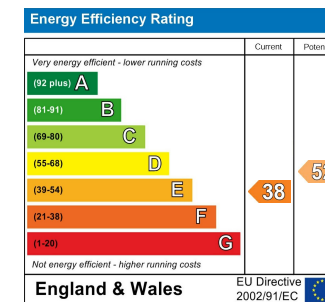 Energy Efficiency Rating
Current
Very energy efficient - lower running costs
(92 plus) A
(81-91) B
(69-80) C
(55-68) D
(39-54) E
(21-38) F
(1-20) G
38
Not energy efficient - higher running costs
England & Wales
EU Directive
2002/91/EC